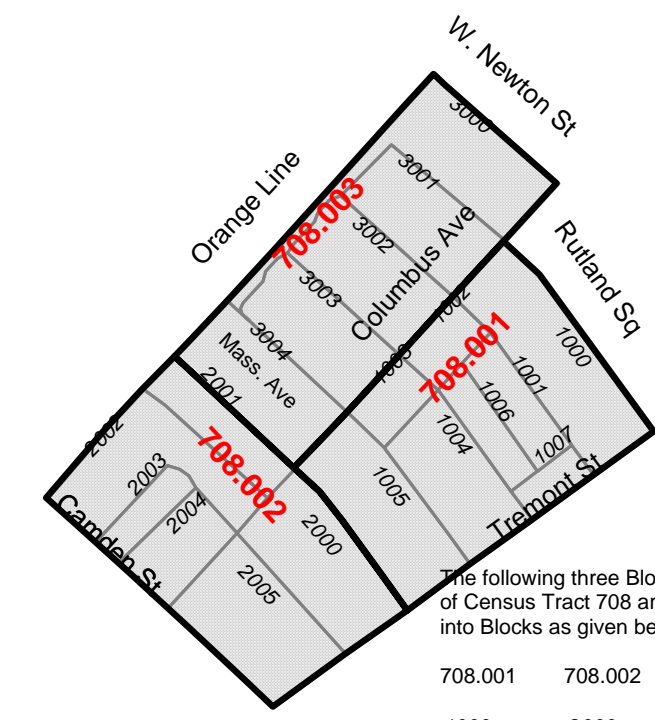 W. Newton St
3000
Orange Line
3001
708.003
3002
Columbus Ave
Rutland Sq
3003
1002
1000
3004
708.001
1003
1001
Mass. Ave
2001
1006
1004
1007
2002
708.002
2003
1005
Tremont St
2004
2000
Camden St
2005
The following three Blo
of Census Tract 708 ar
into Blocks as given be
708.001 708.002